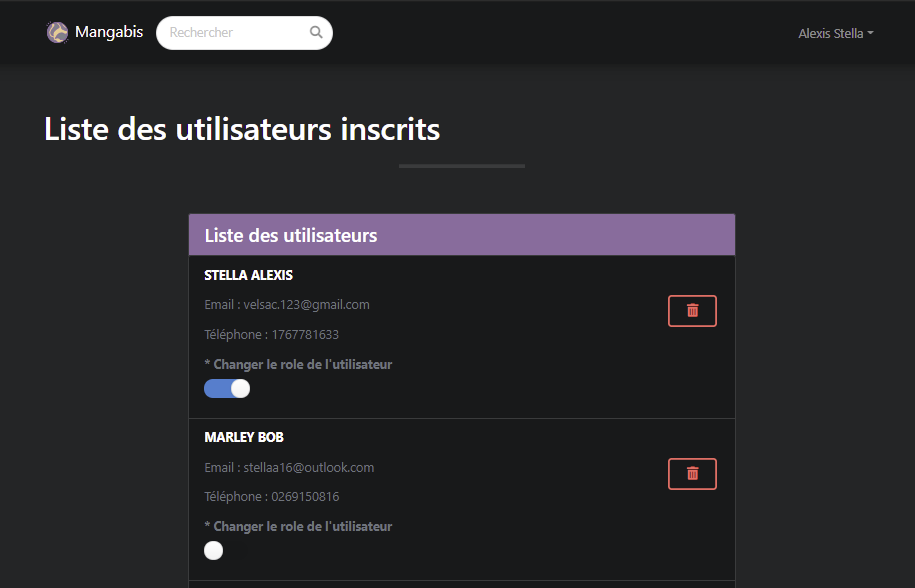 Mangabis
Rechercher
Alexis Stella
Liste des utilisateurs inscrits
Liste des utilisateurs
STELLA ALEXIS
Email : velsac.123@gmail.com
Téléphone : 1767781633
* Changer le role de l'utilisateur
MARLEY BOB
Email : stellaa16@outlook.com
Téléphone : 0269150816
* Changer le role de l'utilisateur